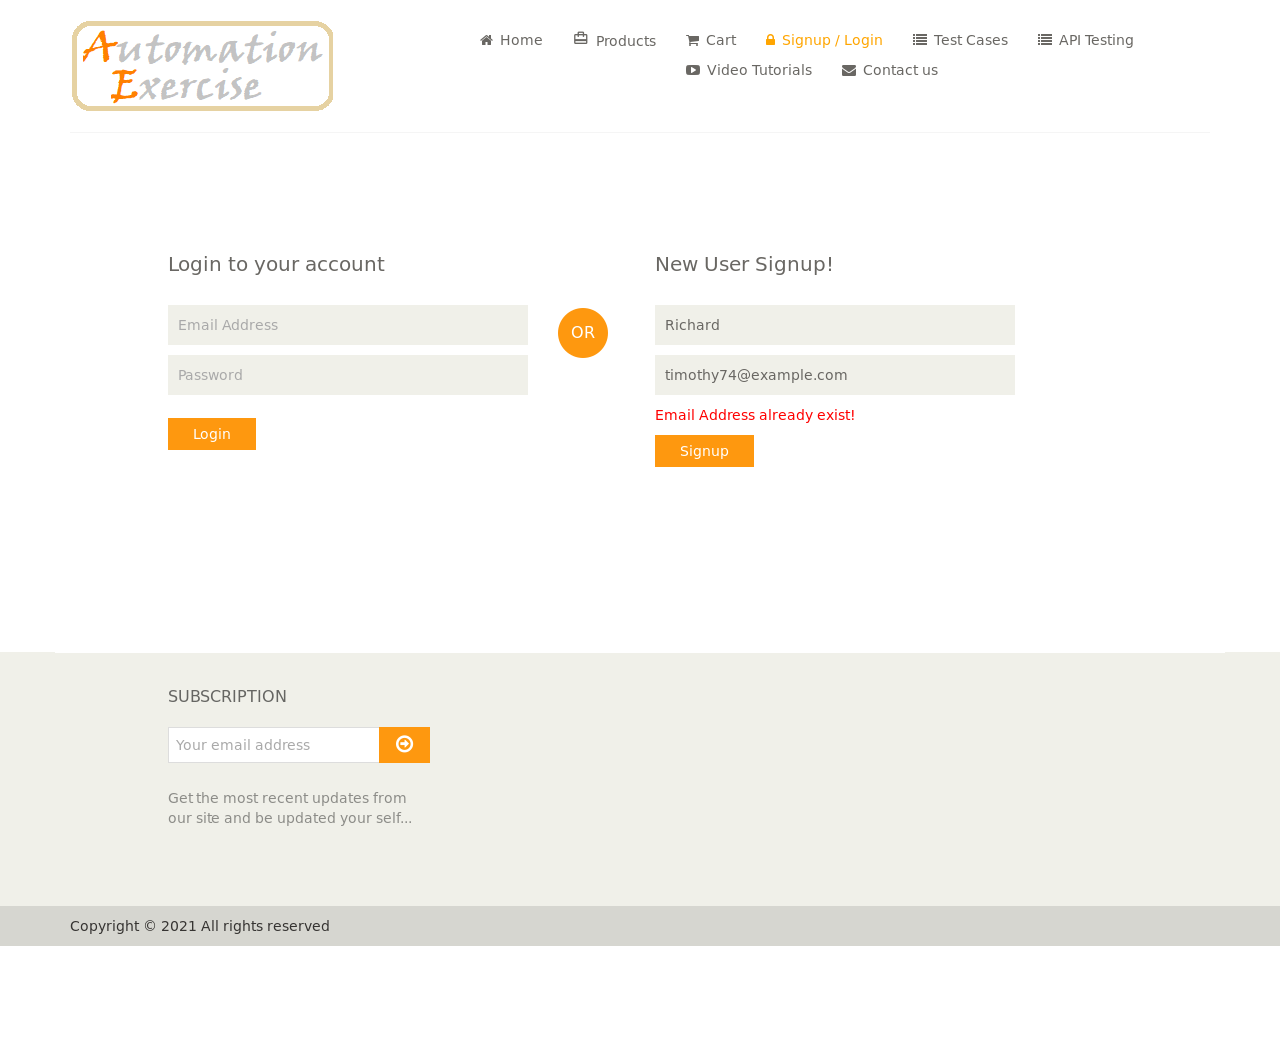 Automation
Exercise
Home
Products
Cart
Signup / Login
Test Cases
API Testing
Video Tutorials
Contact us
Login to your account
Email Address
Password
Login
OR
New User Signup!
Richard
timothy74@example.com
Email Address already exist!
Signup
SUBSCRIPTION
Your email address
Get the most recent updates from
our site and be updated your self...
Copyright © 2021 All rights reserved